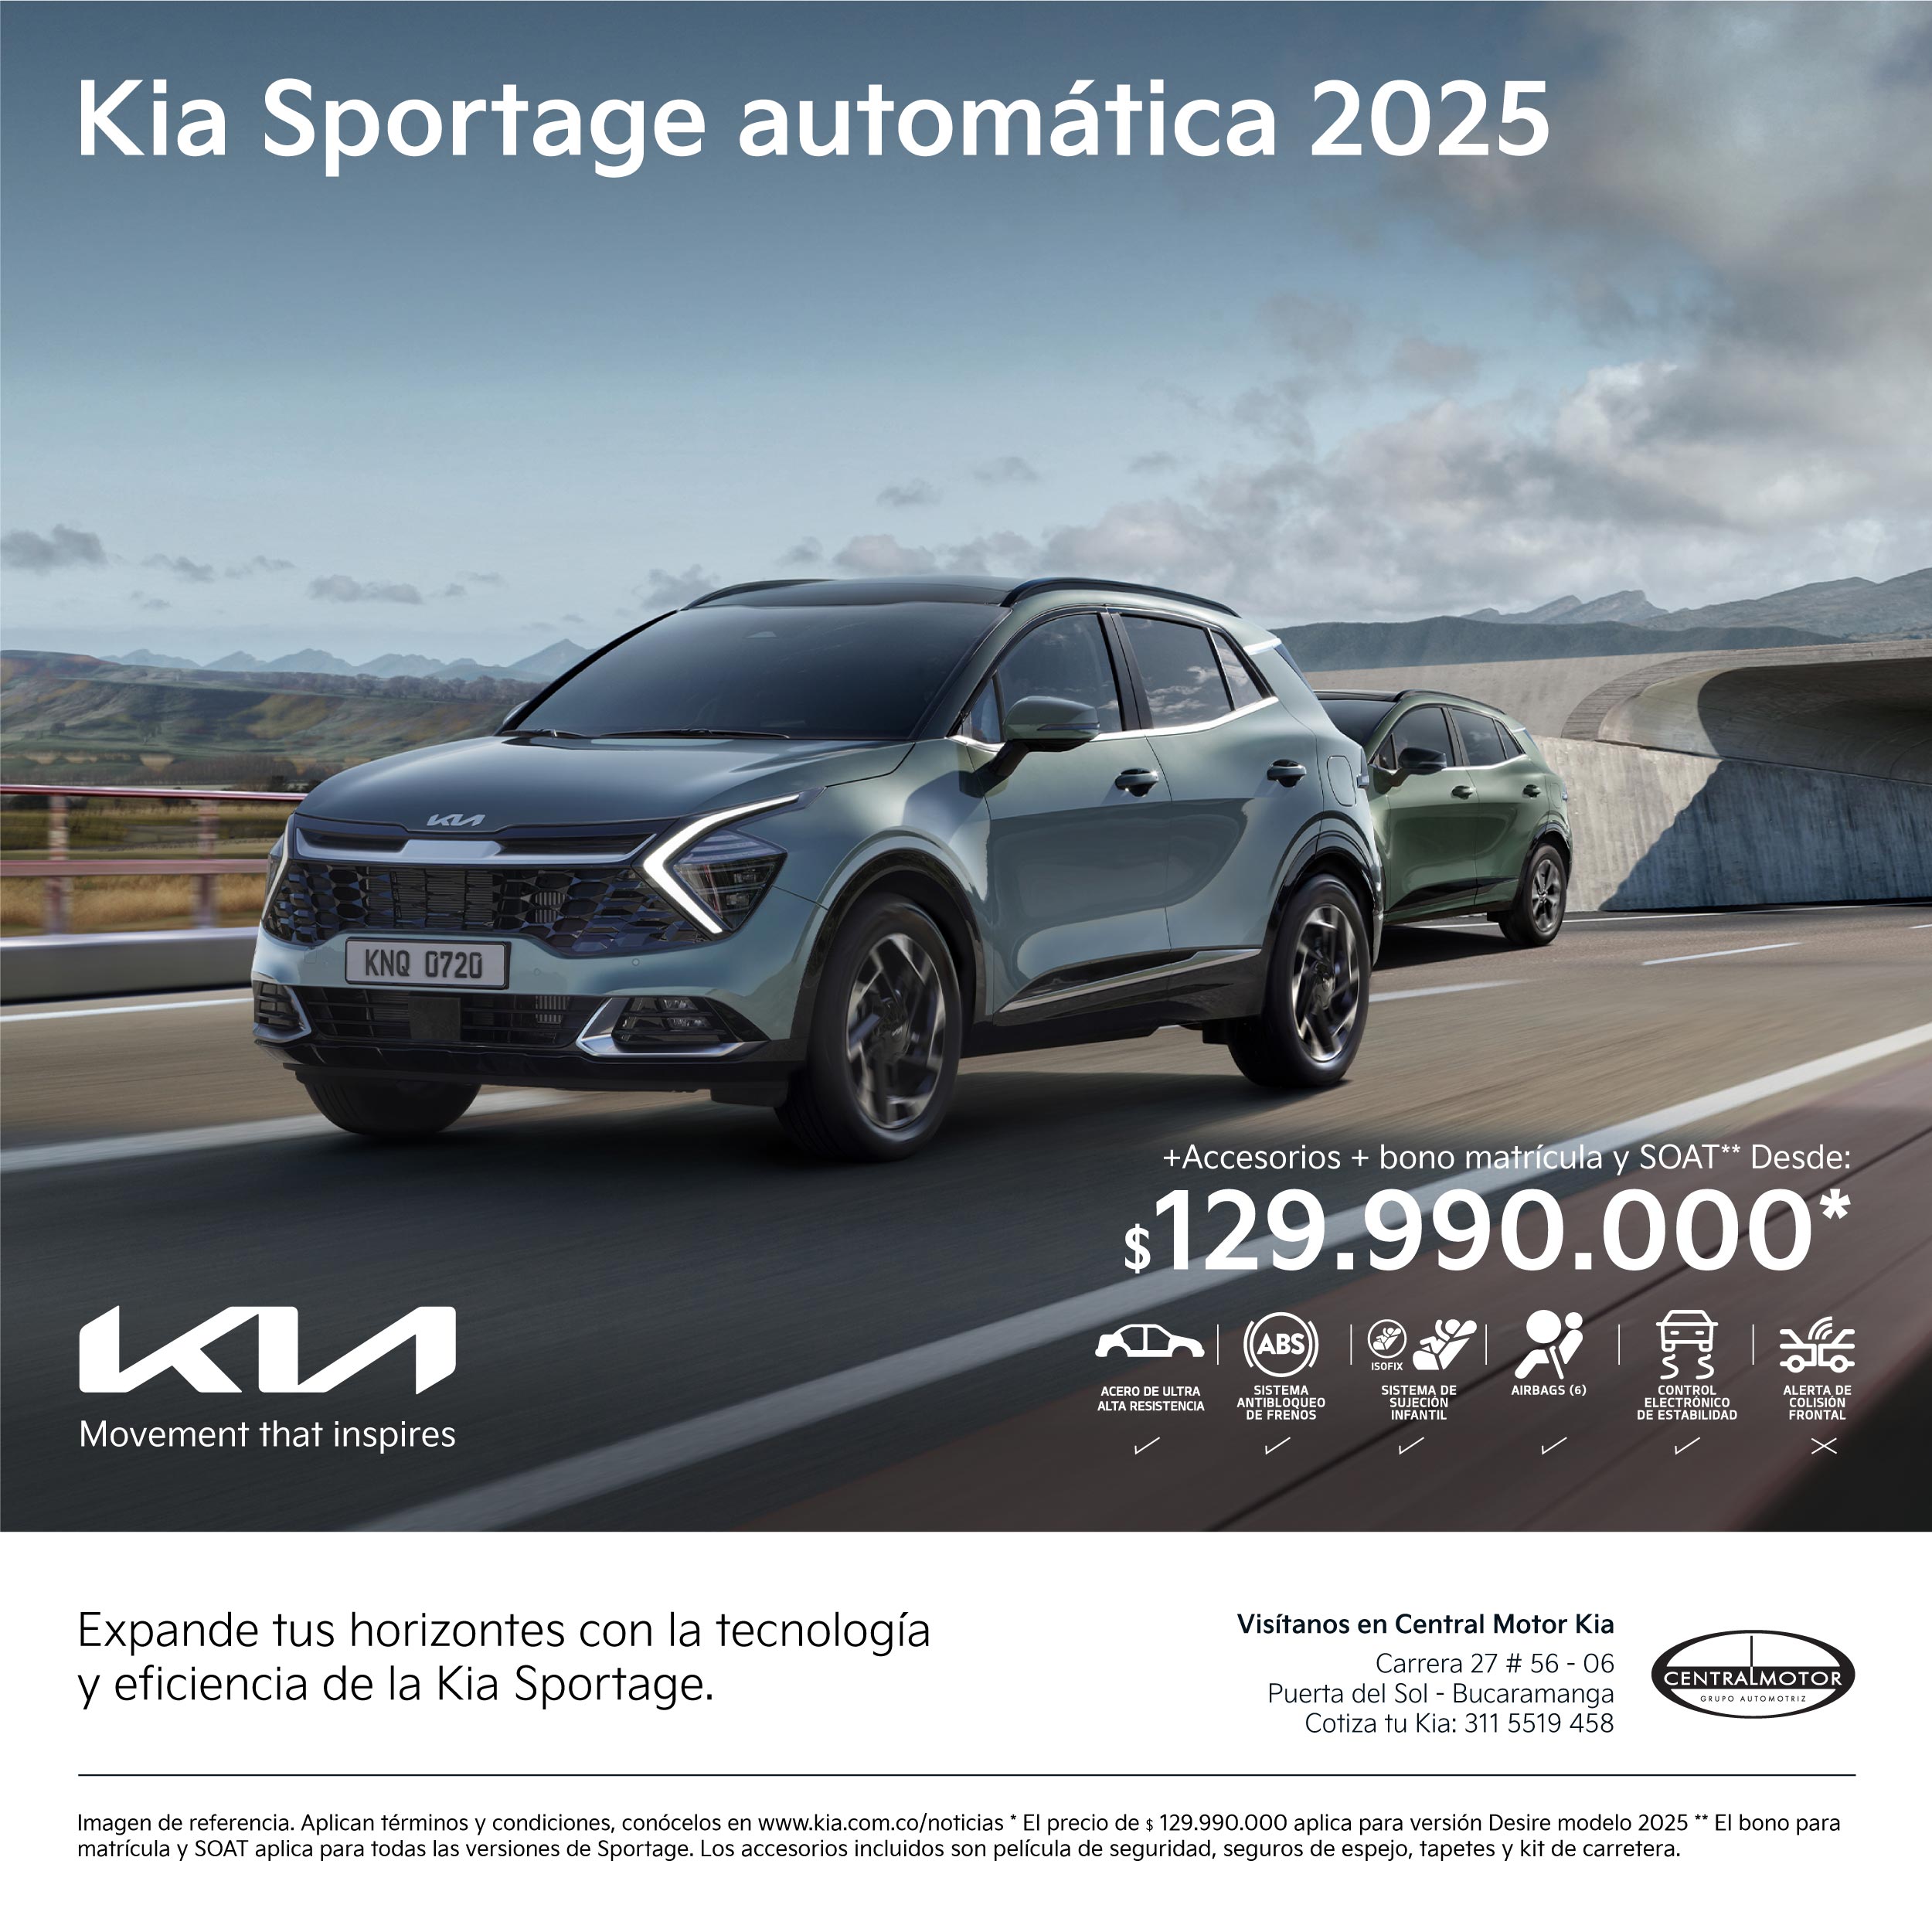 Kia Sportage automática 2025
KIA
KNQ 0720
+Accesorios + bono matrícula y SOAT** Desde:
$129.990.000*
KIA
Movement that inspires
ABS
ISOFIX
ACERO DE ULTRA
ALTA RESISTENCIA
SISTEMA
ANTIBLOQUEO
DE FRENOS
SISTEMA DE
SUJECIÓN
INFANTIL
AIRBAGS (6)
CONTROL
ELECTRÓNICO
DE ESTABILIDAD
ALERTA DE
COLISIÓN
FRONTAL
Expande tus horizontes con la tecnología
y eficiencia de la Kia Sportage.
Visítanos en Central Motor Kia
Carrera 27 # 56 - 06
Puerta del Sol - Bucaramanga
Cotiza tu Kia: 311 5519 458
CENTRALMOTOR
GRUPO AUTOMOTRIZ
Imagen de referencia. Aplican términos y condiciones, conócelos en www.kia.com.co/noticias * El precio de $ 129.990.000 aplica para versión Desire modelo 2025 ** El bono para
matrícula y SOAT aplica para todas las versiones de Sportage. Los accesorios incluidos son película de seguridad, seguros de espejo, tapetes y kit de carretera.